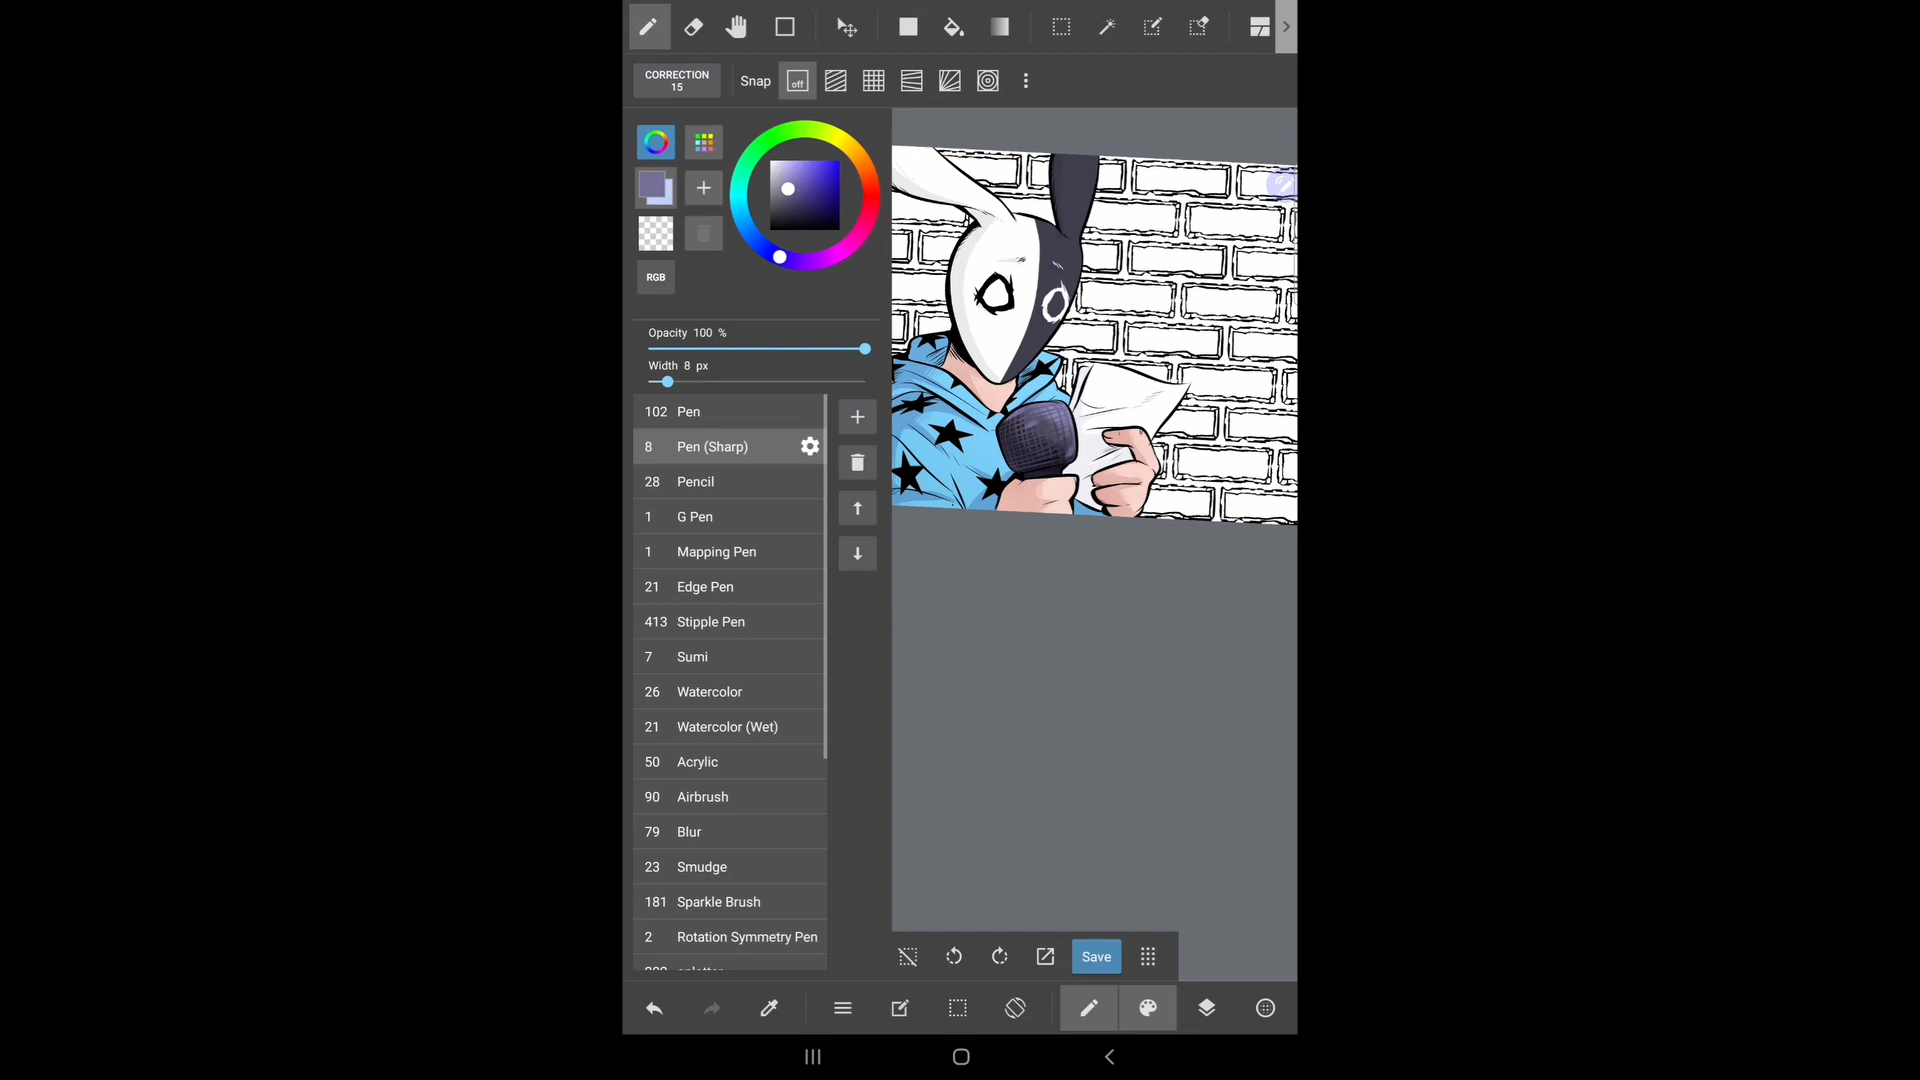 CORRECTION
15
Snap
off
RGB
Opacity 100 %
Width 8 px
102 Pen
8 Pen (Sharp)
28 Pencil
1 G Pen
1 Mapping Pen
21 Edge Pen
413 Stipple Pen
7 Sumi
26 Watercolor
21 Watercolor (Wet)
50 Acrylic
90 Airbrush
79 Blur
23 Smudge
181 Sparkle Brush
2 Rotation Symmetry Pen
Save